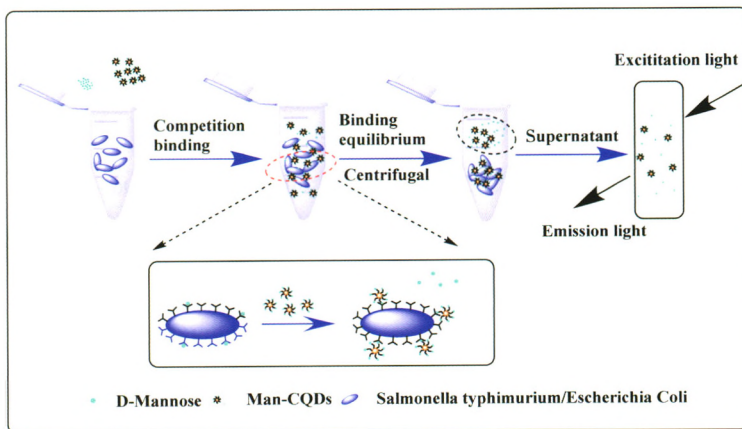 Excititation light
Competition
binding
Binding
equilibrium
Centrifugal
Supernatant
Emission light
D-Mannose
Man-CQDs
Salmonella typhimurium/Escherichia Coli